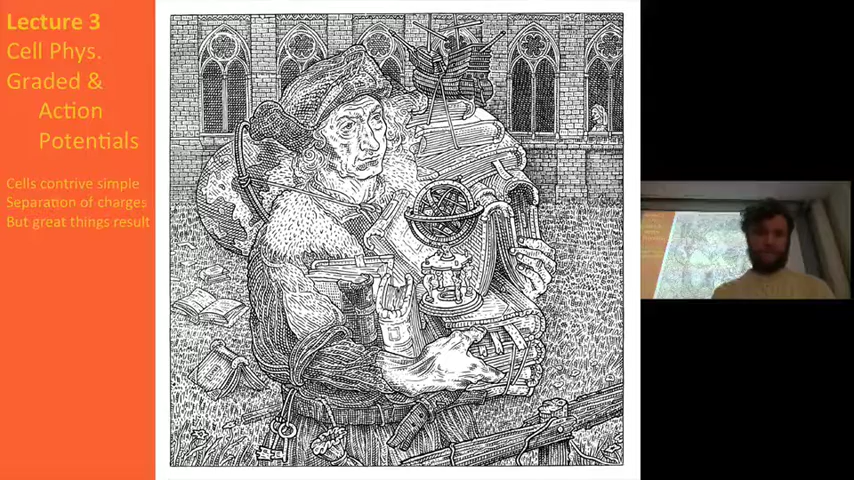 Lecture 3
Cell Phys.
Graded &
Action
Potentials
Cells contrive simple
Separation of charges
But great things result